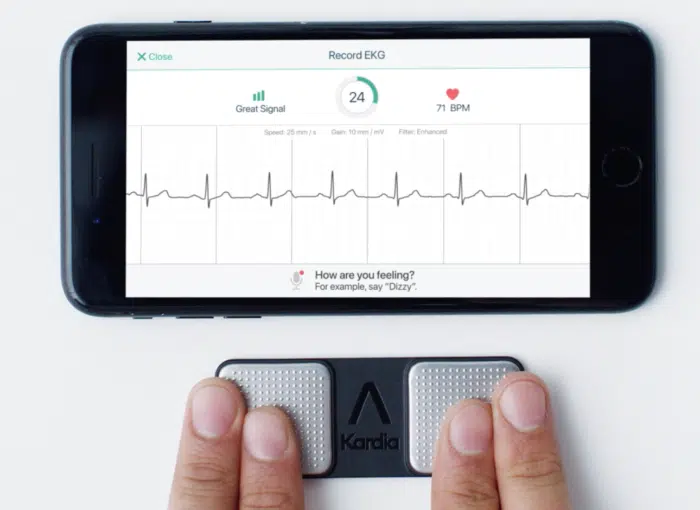 Close
Record EKG
24
Great Signal
71 BPM
Speed: 25 mm / s Gain: 10 mm / mV Filter: Enhanced
How are you feeling?
For example, say "Dizzy".
Kardia